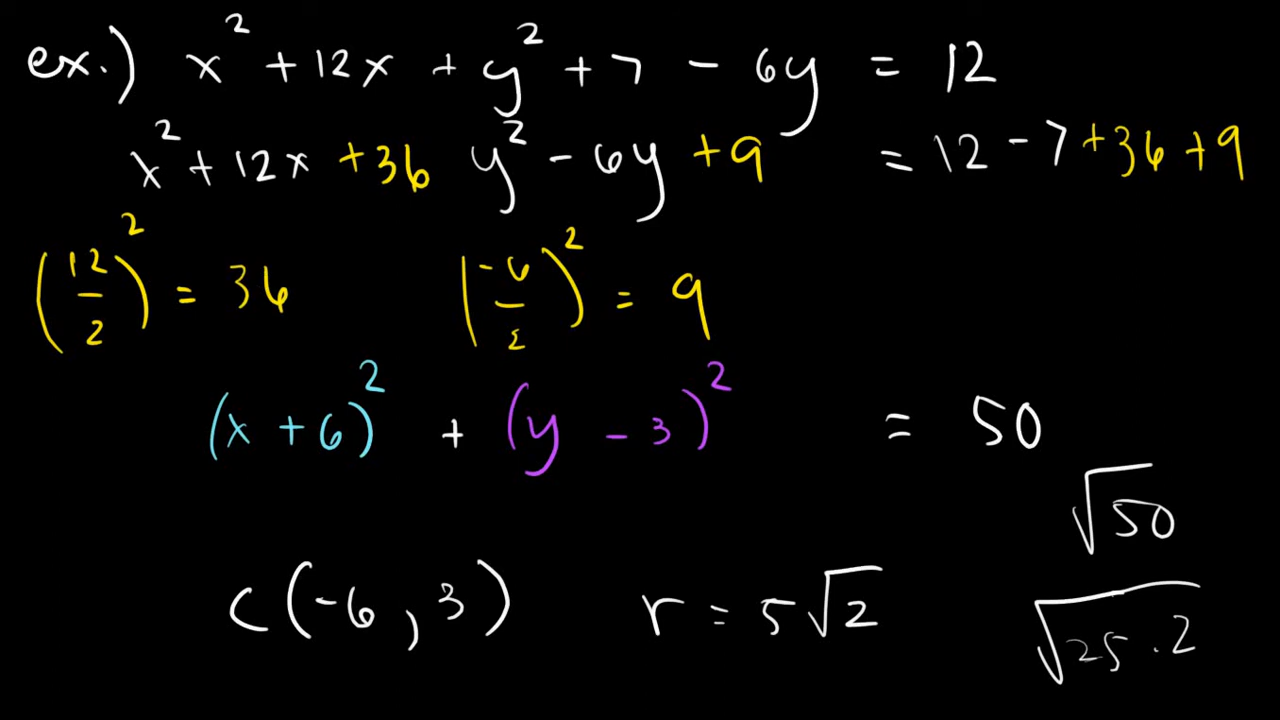 ex.) x² + 12x + y² + 7 - 6y = 12
x² + 12x + 36 y² - 6y + 9 = 12 - 7 + 36 + 9
(12/2)² = 36 (-6/2)² = 9
(x + 6)² + (y - 3)² = 50
√50
C(-6, 3) r = 5√2 √25·2